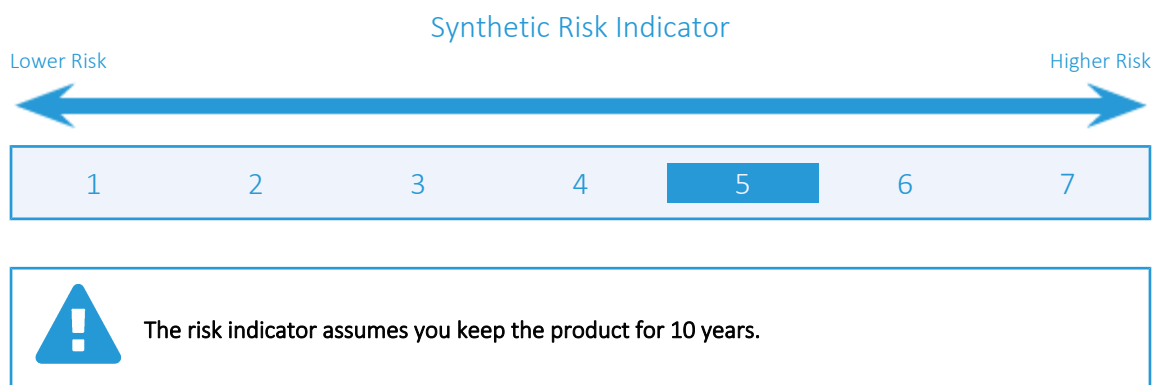 Synthetic Risk Indicator
Lower Risk Higher Risk
1 2 3 4 5 6 7
The risk indicator assumes you keep the product for 10 years.